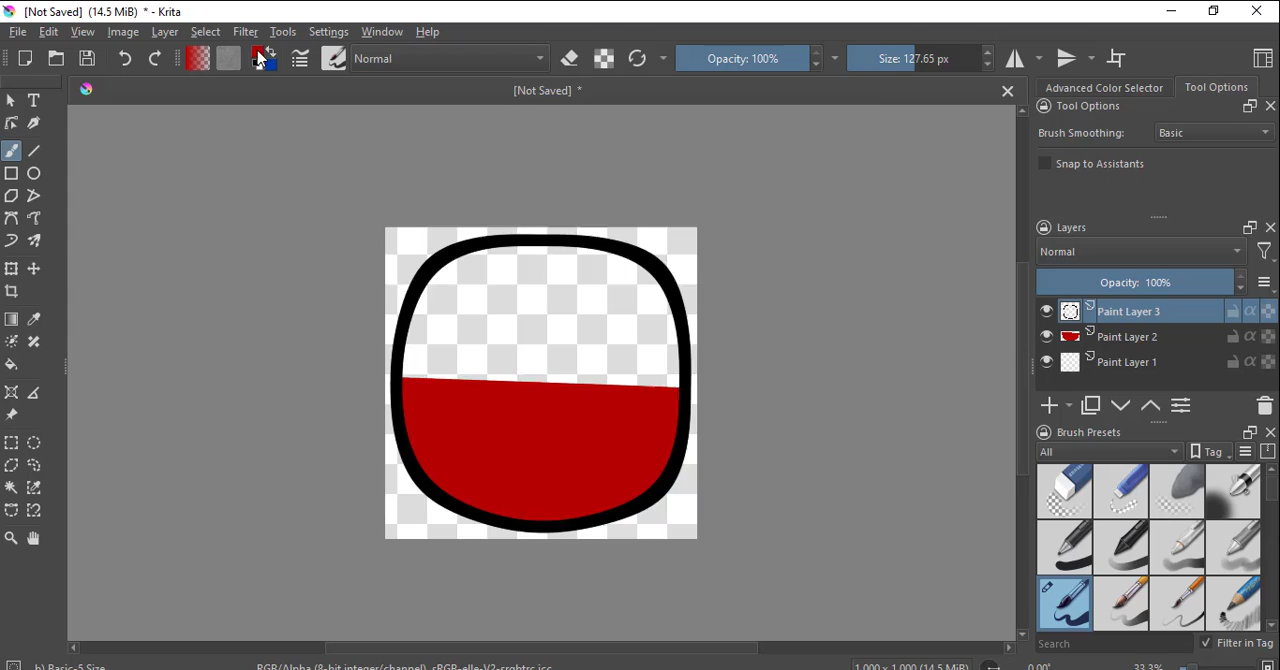 [Not Saved] (14.5 MiB) * - Krita
File Edit View Image Layer Select Filter Tools Settings Window Help
Normal Opacity: 100% Size: 127.65 px
[Not Saved] *
Advanced Color Selector Tool Options
Tool Options
Brush Smoothing: Basic
Snap to Assistants
Layers
Normal
Opacity: 100%
Paint Layer 3
Paint Layer 2
Paint Layer 1
Brush Presets
All Tag
Search Filter in Tag
b) Basic-5 Size RGB/Alpha (8-bit integer/channel) sRGB-elle-V2-srgbtrc.icc 1,000 x 1,000 (14.5 MiB) 0.00° 33.3%